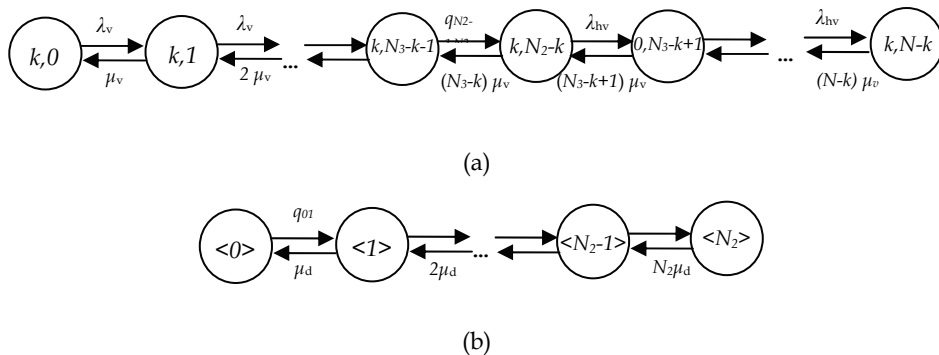 λv λv qN2- λhv λhv
k,0 k,1 ... k,N3-k-1 k,N2-k 0,N3-k+1 ... k,N-k
μv 2 μv (N3-k) μv (N3-k+1) μv (N-k) μv
(a)
q01
<0> <1> ... <N2-1> <N2>
μd 2μd N2μd
(b)